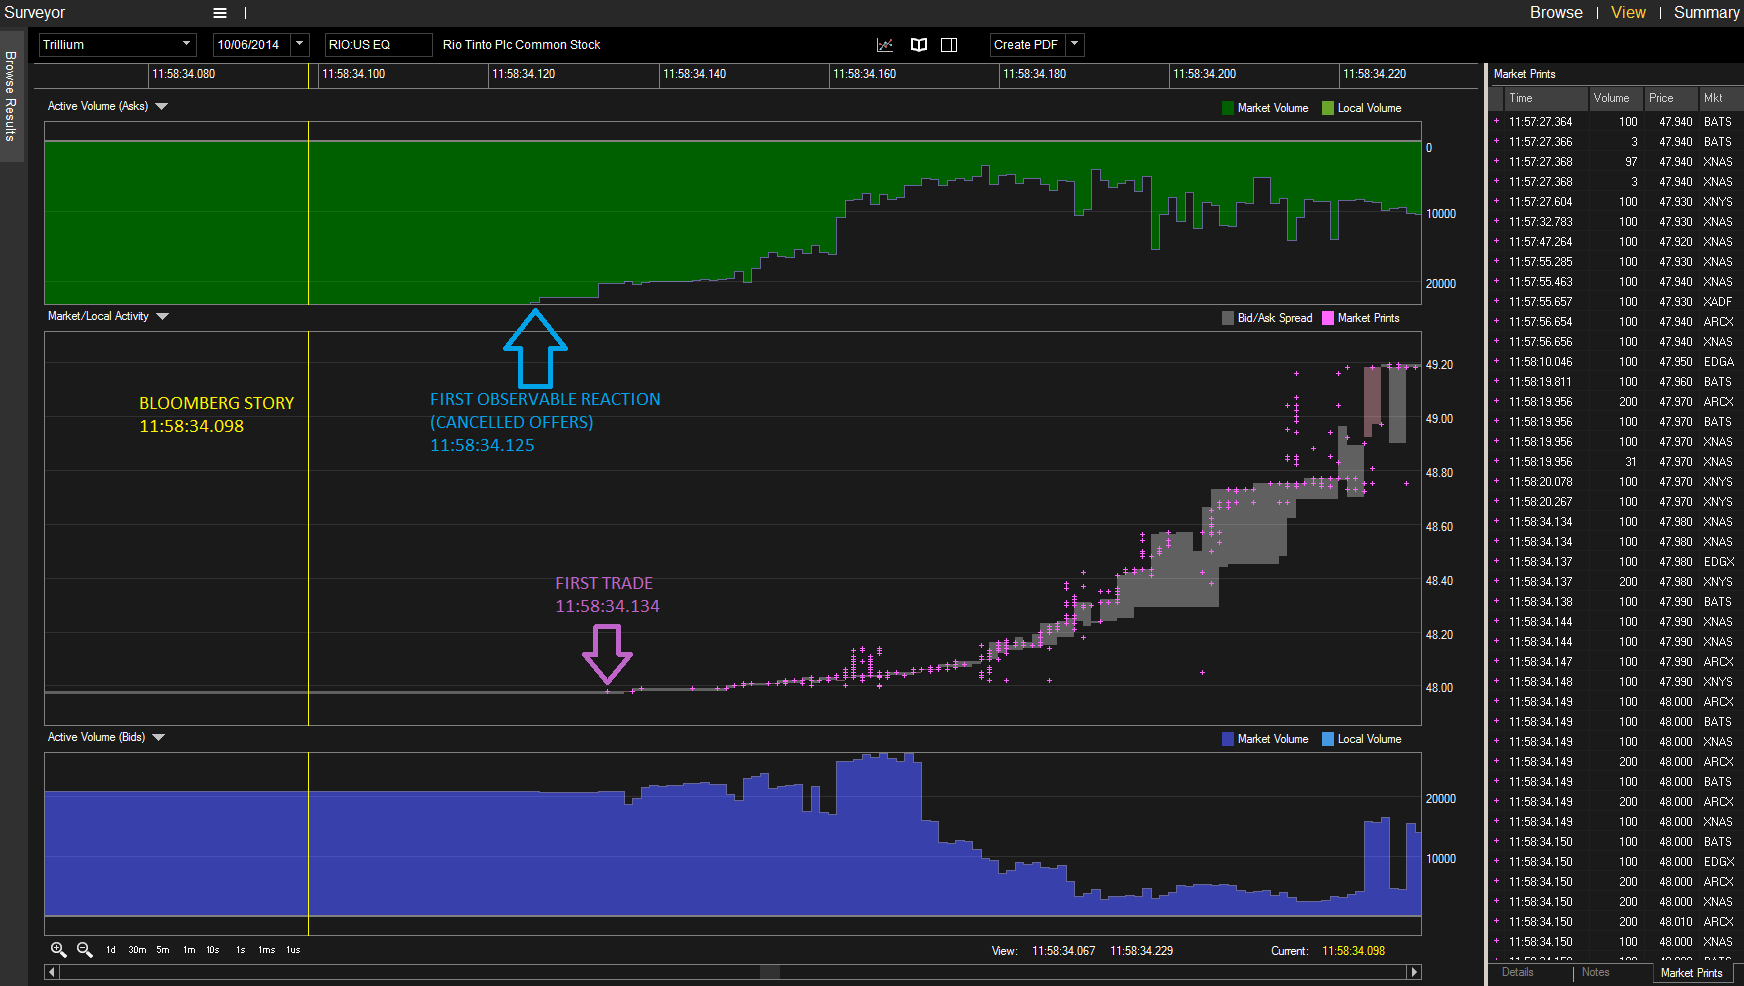 Surveyor
Browse | View | Summary
Browse Results
Trillium
10/06/2014
RIO:US EQ
Rio Tinto Plc Common Stock
Create PDF
11:58:34.080
11:58:34.100
11:58:34.120
11:58:34.140
11:58:34.160
11:58:34.180
11:58:34.200
11:58:34.220
Active Volume (Asks)
Market Volume
Local Volume
0
10000
20000
Market/Local Activity
Bid/Ask Spread
Market Prints
BLOOMBERG STORY
11:58:34.098
FIRST OBSERVABLE REACTION
(CANCELLED OFFERS)
11:58:34.125
FIRST TRADE
11:58:34.134
49.20
49.00
48.80
48.60
48.40
48.20
48.00
Active Volume (Bids)
Market Volume
Local Volume
20000
10000
1d 30m 5m 1m 10s 1s 1ms 1us
View: 11:58:34.067 11:58:34.229
Current: 11:58:34.098
Market Prints
Time Volume Price Mkt
+ 11:57:27.364 100 47.940 BATS
+ 11:57:27.366 3 47.940 BATS
+ 11:57:27.368 97 47.940 XNAS
+ 11:57:27.368 3 47.940 XNAS
+ 11:57:27.604 100 47.930 XNYS
+ 11:57:32.783 100 47.930 XNAS
+ 11:57:47.264 100 47.920 XNAS
+ 11:57:55.285 100 47.930 XNAS
+ 11:57:55.463 100 47.940 XNAS
+ 11:57:55.657 100 47.930 XADF
+ 11:57:56.654 100 47.940 ARCX
+ 11:57:56.656 100 47.940 XNAS
+ 11:58:10.046 100 47.950 EDGA
+ 11:58:19.811 100 47.960 BATS
+ 11:58:19.956 200 47.970 ARCX
+ 11:58:19.956 100 47.970 BATS
+ 11:58:19.956 100 47.970 XNAS
+ 11:58:19.956 31 47.970 XNAS
+ 11:58:20.078 100 47.970 XNYS
+ 11:58:20.267 100 47.970 XNYS
+ 11:58:34.134 100 47.980 XNAS
+ 11:58:34.134 100 47.980 XNAS
+ 11:58:34.137 100 47.980 EDGX
+ 11:58:34.137 200 47.980 XNYS
+ 11:58:34.138 100 47.990 BATS
+ 11:58:34.144 100 47.990 XNAS
+ 11:58:34.144 100 47.990 XNAS
+ 11:58:34.147 100 47.990 ARCX
+ 11:58:34.148 100 47.990 XNYS
+ 11:58:34.149 100 48.000 ARCX
+ 11:58:34.149 100 48.000 BATS
+ 11:58:34.149 100 48.000 XNAS
+ 11:58:34.149 200 48.000 ARCX
+ 11:58:34.149 100 48.000 BATS
+ 11:58:34.149 200 48.000 ARCX
+ 11:58:34.149 100 48.000 XNAS
+ 11:58:34.150 100 48.000 BATS
+ 11:58:34.150 100 48.000 EDGX
+ 11:58:34.150 200 48.000 ARCX
+ 11:58:34.150 200 48.000 XNAS
+ 11:58:34.150 200 48.010 ARCX
+ 11:58:34.150 100 48.000 XNAS
Details | Notes Market Prints